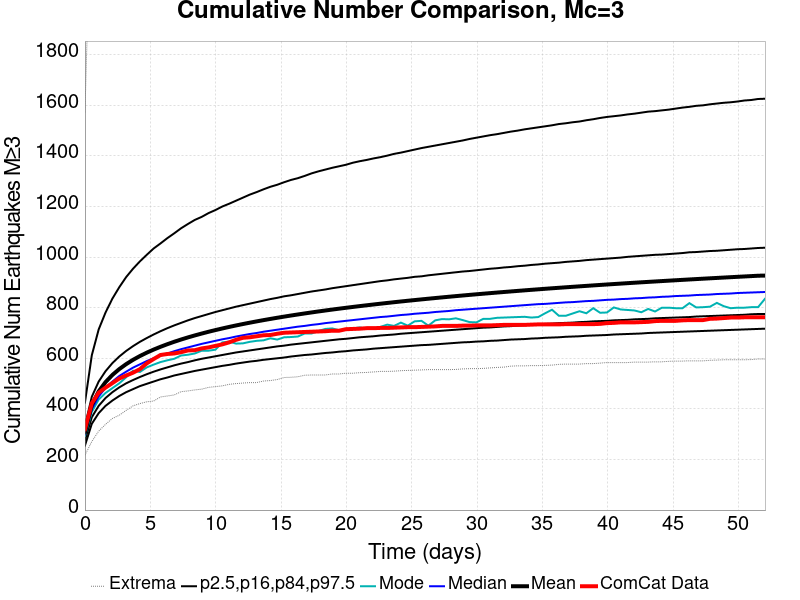 Cumulative Number Comparison, Mc=3
Cumulative Num Earthquakes M≥3
1800
1600
1400
1200
1000
800
600
400
200
0
0 5 10 15 20 25 30 35 40 45 50
Time (days)
Extrema p2.5,p16,p84,p97.5 Mode Median Mean ComCat Data